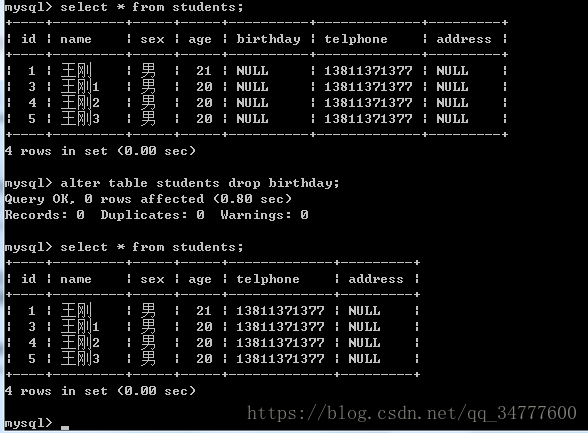 mysql> select * from students;
+----+-------+-----+-----+----------+-------------+---------+
| id | name | sex | age | birthday | telphone | address |
+----+-------+-----+-----+----------+-------------+---------+
| 1 | 王刚 | 男 | 21 | NULL | 13811371377 | NULL |
| 3 | 王刚1 | 男 | 20 | NULL | 13811371377 | NULL |
| 4 | 王刚2 | 男 | 20 | NULL | 13811371377 | NULL |
| 5 | 王刚3 | 男 | 20 | NULL | 13811371377 | NULL |
+----+-------+-----+-----+----------+-------------+---------+
4 rows in set (0.00 sec)
mysql> alter table students drop birthday;
Query OK, 0 rows affected (0.80 sec)
Records: 0 Duplicates: 0 Warnings: 0
mysql> select * from students;
+----+-------+-----+-----+-------------+---------+
| id | name | sex | age | telphone | address |
+----+-------+-----+-----+-------------+---------+
| 1 | 王刚 | 男 | 21 | 13811371377 | NULL |
| 3 | 王刚1 | 男 | 20 | 13811371377 | NULL |
| 4 | 王刚2 | 男 | 20 | 13811371377 | NULL |
| 5 | 王刚3 | 男 | 20 | 13811371377 | NULL |
+----+-------+-----+-----+-------------+---------+
4 rows in set (0.00 sec)
https://blog.csdn.net/qq_34777600
mysql> _